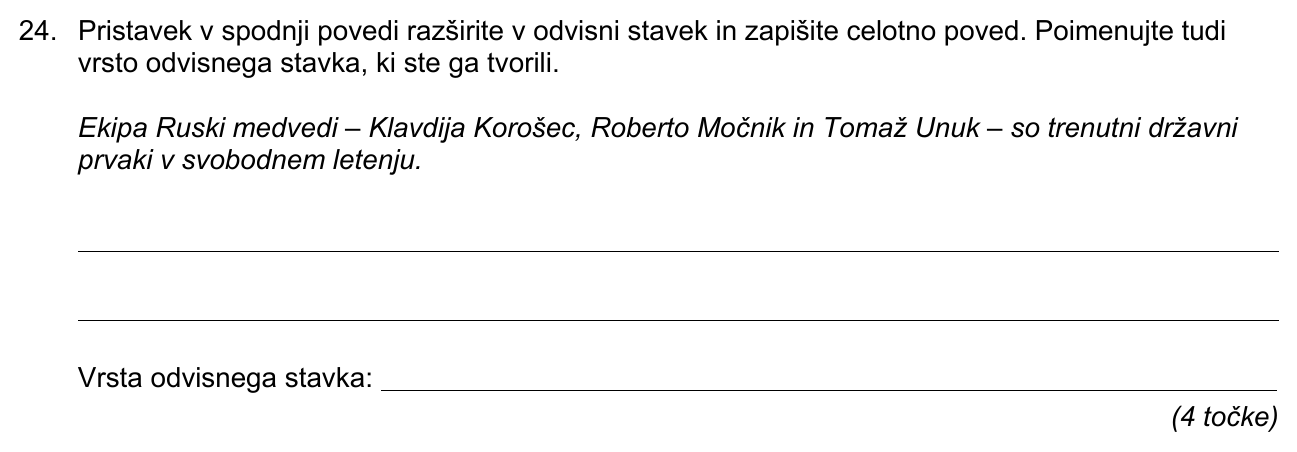 24. Pristavek v spodnji povedi razširite v odvisni stavek in zapišite celotno poved. Poimenujte tudi
vrsto odvisnega stavka, ki ste ga tvorili.
Ekipa Ruski medvedi – Klavdija Korošec, Roberto Močnik in Tomaž Unuk – so trenutni državni
prvaki v svobodnem letenju.
Vrsta odvisnega stavka:
(4 točke)